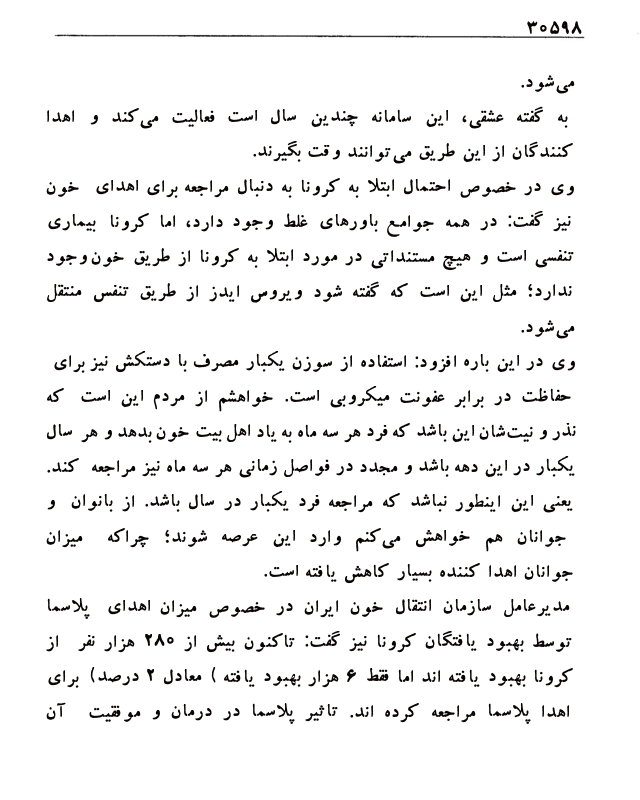 ۳۰۵۹۸
می‌شود.
به گفته عشقی، این سامانه چندین سال است فعالیت می‌کند و اهدا
کنندگان از این طریق می‌توانند وقت بگیرند.
وی در خصوص احتمال ابتلا به کرونا به دنبال مراجعه برای اهدای خون
نیز گفت: در همه جوامع باورهای غلط وجود دارد، اما کرونا بیماری
تنفسی است و هیچ مستنداتی در مورد ابتلا به کرونا از طریق خون وجود
ندارد؛ مثل این است که گفته شود ویروس ایدز از طریق تنفس منتقل
می‌شود.
وی در این باره افزود: استفاده از سوزن یکبار مصرف با دستکش نیز برای
حفاظت در برابر عفونت میکروبی است. خواهشم از مردم این است که
نذر و نیت‌شان این باشد که فرد هر سه ماه به یاد اهل بیت خون بدهد و هر سال
یکبار در این دهه باشد و مجدد در فواصل زمانی هر سه ماه نیز مراجعه کند.
یعنی این اینطور نباشد که مراجعه فرد یکبار در سال باشد. از بانوان و
جوانان هم خواهش می‌کنم وارد این عرصه شوند؛ چراکه میزان
جوانان اهدا کننده بسیار کاهش یافته است.
مدیرعامل سازمان انتقال خون ایران در خصوص میزان اهدای پلاسما
توسط بهبود یافتگان کرونا نیز گفت: تاکنون بیش از ۲۸۰ هزار نفر از
کرونا بهبود یافته اند اما فقط ۶ هزار بهبود یافته ) معادل ۲ درصد) برای
اهدا پلاسما مراجعه کرده اند. تاثیر پلاسما در درمان و موفقیت آن